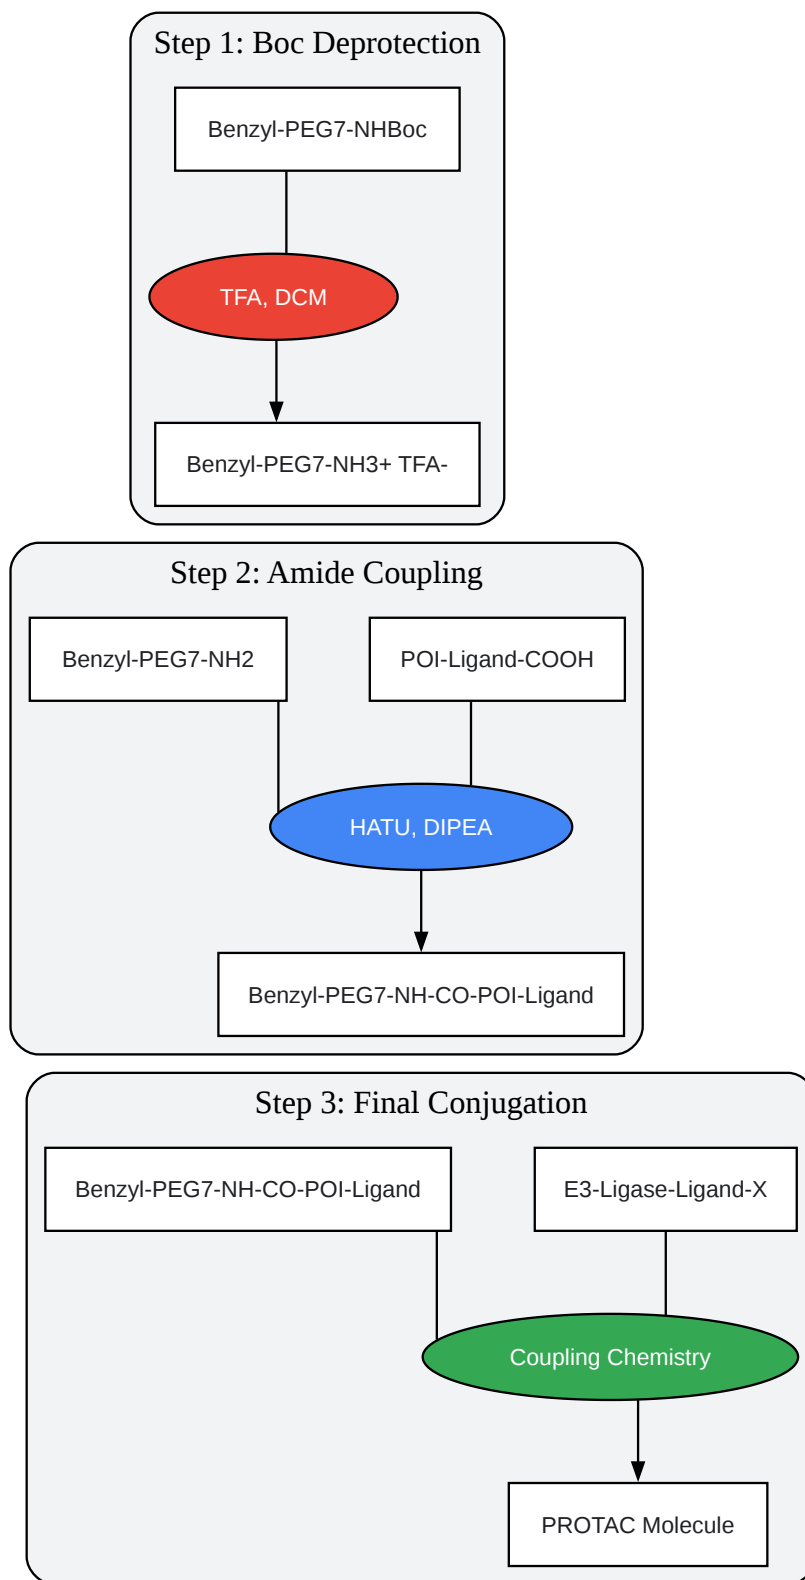 Step 1: Boc Deprotection
Benzyl-PEG7-NHBoc
TFA, DCM
Benzyl-PEG7-NH3+ TFA-
Step 2: Amide Coupling
Benzyl-PEG7-NH2
POI-Ligand-COOH
HATU, DIPEA
Benzyl-PEG7-NH-CO-POI-Ligand
Step 3: Final Conjugation
Benzyl-PEG7-NH-CO-POI-Ligand
E3-Ligase-Ligand-X
Coupling Chemistry
PROTAC Molecule